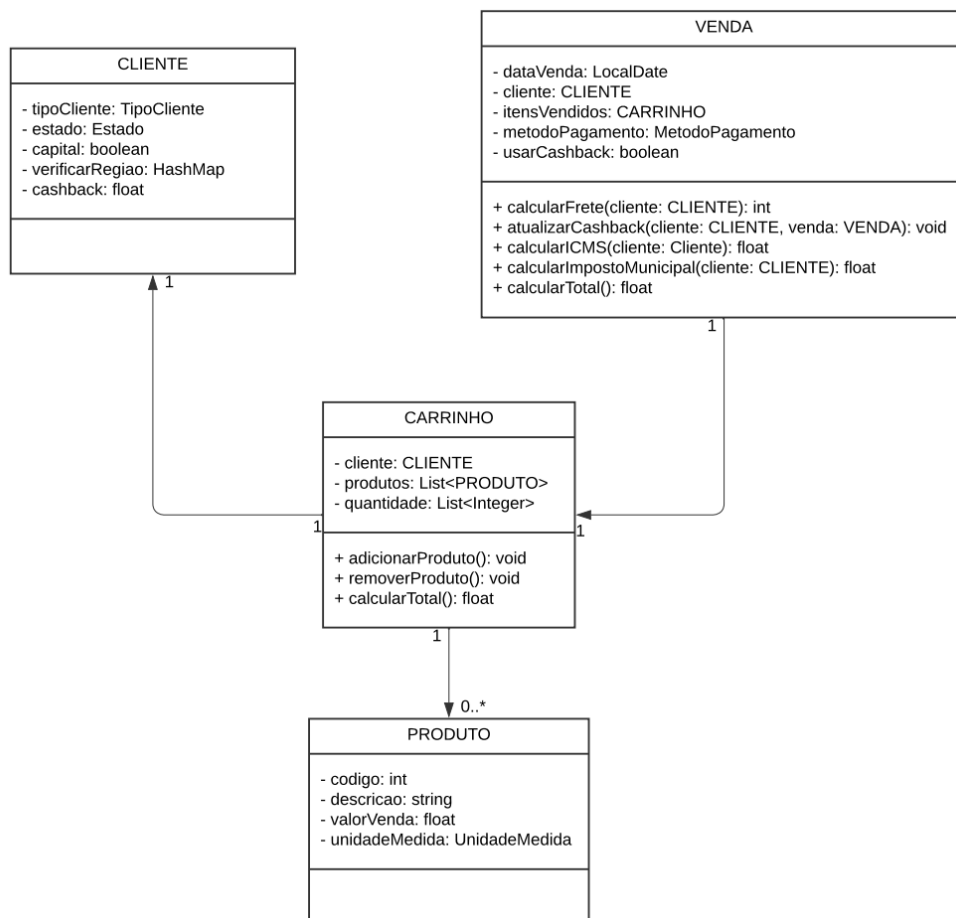 CLIENTE
- tipoCliente: TipoCliente
- estado: Estado
- capital: boolean
- verificarRegiao: HashMap
- cashback: float
1
VENDA
- dataVenda: LocalDate
- cliente: CLIENTE
- itensVendidos: CARRINHO
- metodoPagamento: MetodoPagamento
- usarCashback: boolean
+ calcularFrete(cliente: CLIENTE): int
+ atualizarCashback(cliente: CLIENTE, venda: VENDA): void
+ calcularICMS(cliente: Cliente): float
+ calcularImpostoMunicipal(cliente: CLIENTE): float
+ calcularTotal(): float
1
CARRINHO
- cliente: CLIENTE
- produtos: List<PRODUTO>
- quantidade: List<Integer>
1
1
+ adicionarProduto(): void
+ removerProduto(): void
+ calcularTotal(): float
1
0..*
PRODUTO
- codigo: int
- descricao: string
- valorVenda: float
- unidadeMedida: UnidadeMedida